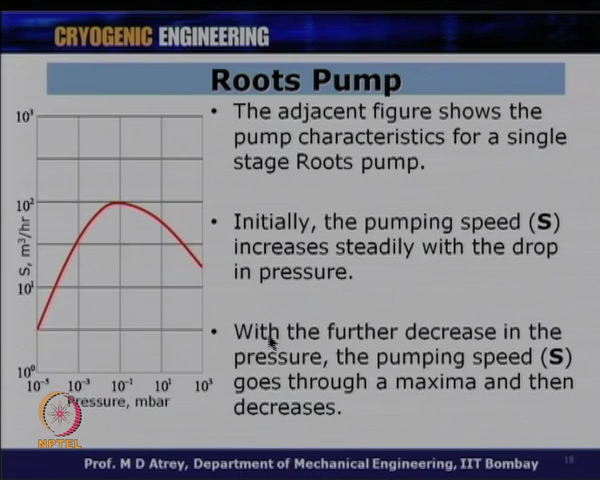 CRYOGENIC ENGINEERING
Roots Pump
• The adjacent figure shows the
pump characteristics for a single
stage Roots pump.
• Initially, the pumping speed (S)
increases steadily with the drop
in pressure.
• With the further decrease in the
pressure, the pumping speed (S)
goes through a maxima and then
decreases.
10³
10²
10¹
10⁰
S, m³/hr
10⁻⁵ 10⁻³ 10⁻¹ 10¹ 10³
Pressure, mbar
NPTEL
Prof. M D Atrey, Department of Mechanical Engineering, IIT Bombay
18